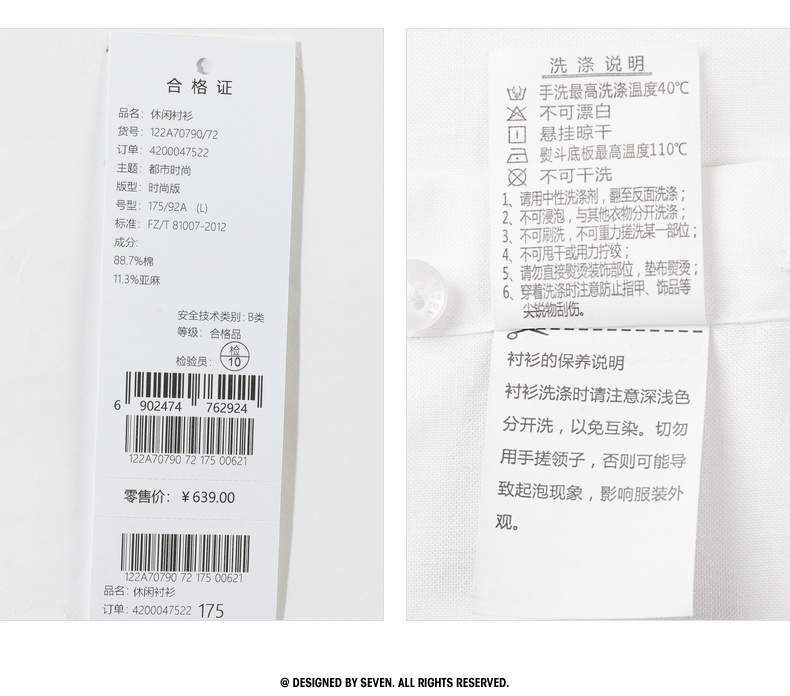 合格证
品名：休闲衬衫
货号：122A70790/72
订单：4200047522
主题：都市时尚
版型：时尚版
号型：175/92A （L）
标准：FZ/T 81007-2012
成分：
88.7%棉
11.3%亚麻
安全技术类别：B类
等级：合格品
检验员：检 10
6 902474 762924
122A70790 72 175 00621
零售价：￥639.00
122A70790 72 175 00621
品名：休闲衬衫
订单：4200047522 175
洗涤说明
手洗最高洗涤温度40℃
不可漂白
悬挂晾干
熨斗底板最高温度110℃
不可干洗
1、请用中性洗涤剂，翻至反面洗涤；
2、不可浸泡，与其他衣物分开洗涤；
3、不可刷洗，不可重力搓洗某一部位；
4、不可甩干或用力拧绞；
5、请勿直接熨烫装饰部位，垫布熨烫；
6、穿着洗涤时注意防止指甲、饰品等
尖锐物刮伤。
衬衫的保养说明
衬衫洗涤时请注意深浅色
分开洗，以免互染。切勿
用手搓领子，否则可能导
致起泡现象，影响服装外
观。
@ DESIGNED BY SEVEN. ALL RIGHTS RESERVED.